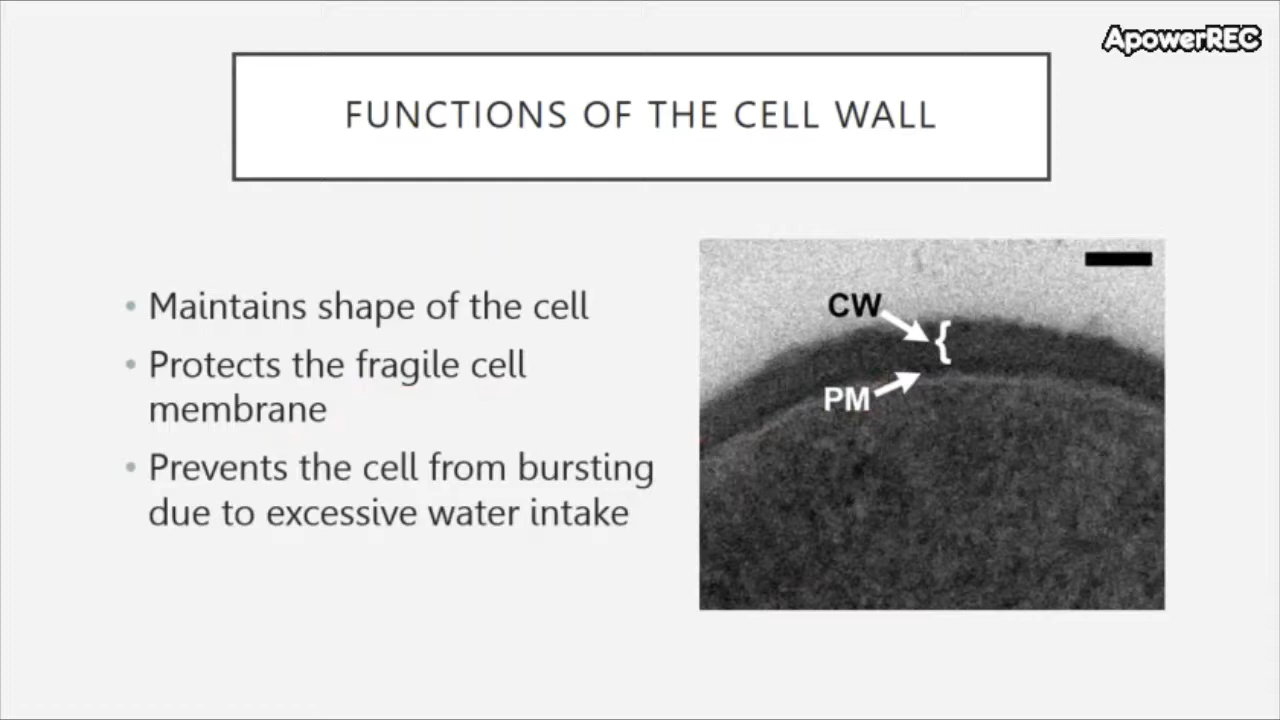 ApowerREC
FUNCTIONS OF THE CELL WALL
• Maintains shape of the cell
• Protects the fragile cell
membrane
• Prevents the cell from bursting
due to excessive water intake
CW
{
PM